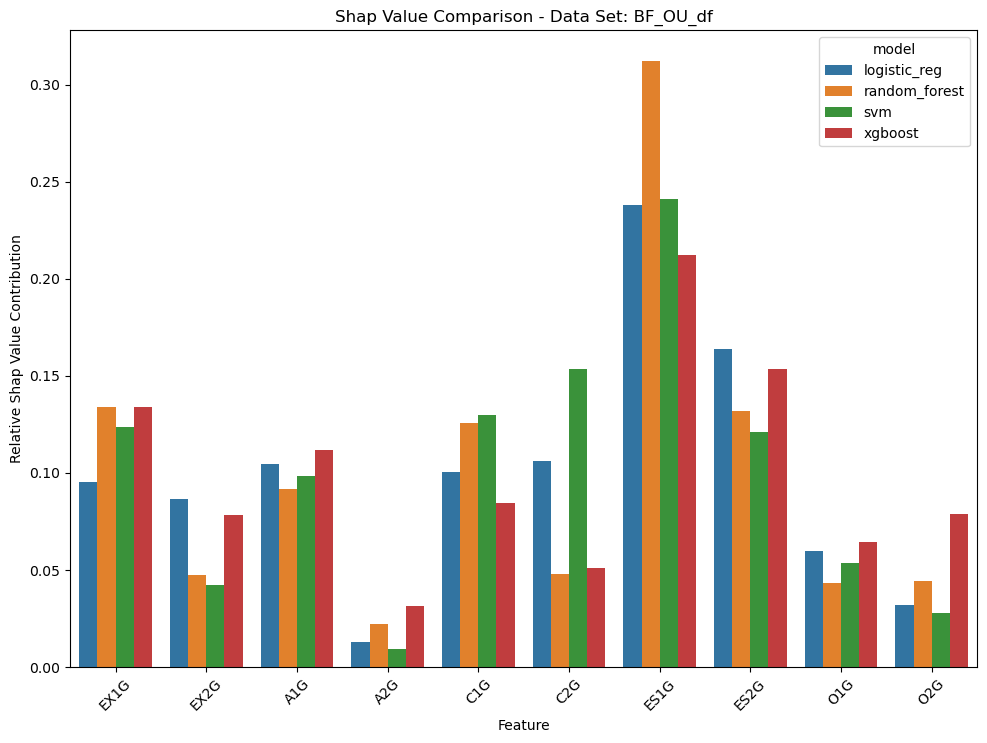 Shap Value Comparison - Data Set: BF_OU_df
model
logistic_reg
random_forest
svm
xgboost
Relative Shap Value Contribution
0.30
0.25
0.20
0.15
0.10
0.05
0.00
EX1G
EX2G
A1G
A2G
C1G
C2G
ES1G
ES2G
O1G
O2G
Feature